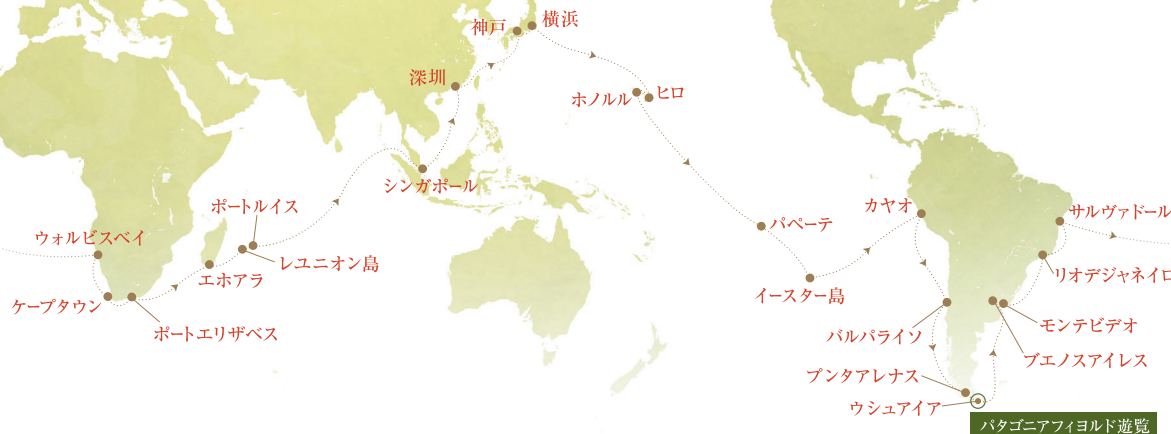 神戸
横浜
深圳
ホノルル
ヒロ
シンガポール
ポートルイス
カヤオ
サルヴァドール
パペーテ
ウォルビスベイ
レユニオン島
エホアラ
リオデジャネイロ
イースター島
ケープタウン
ポートエリザベス
バルパライソ
モンテビデオ
ブエノスアイレス
プンタアレナス
ウシュアイア
パタゴニアフィヨルド遊覧